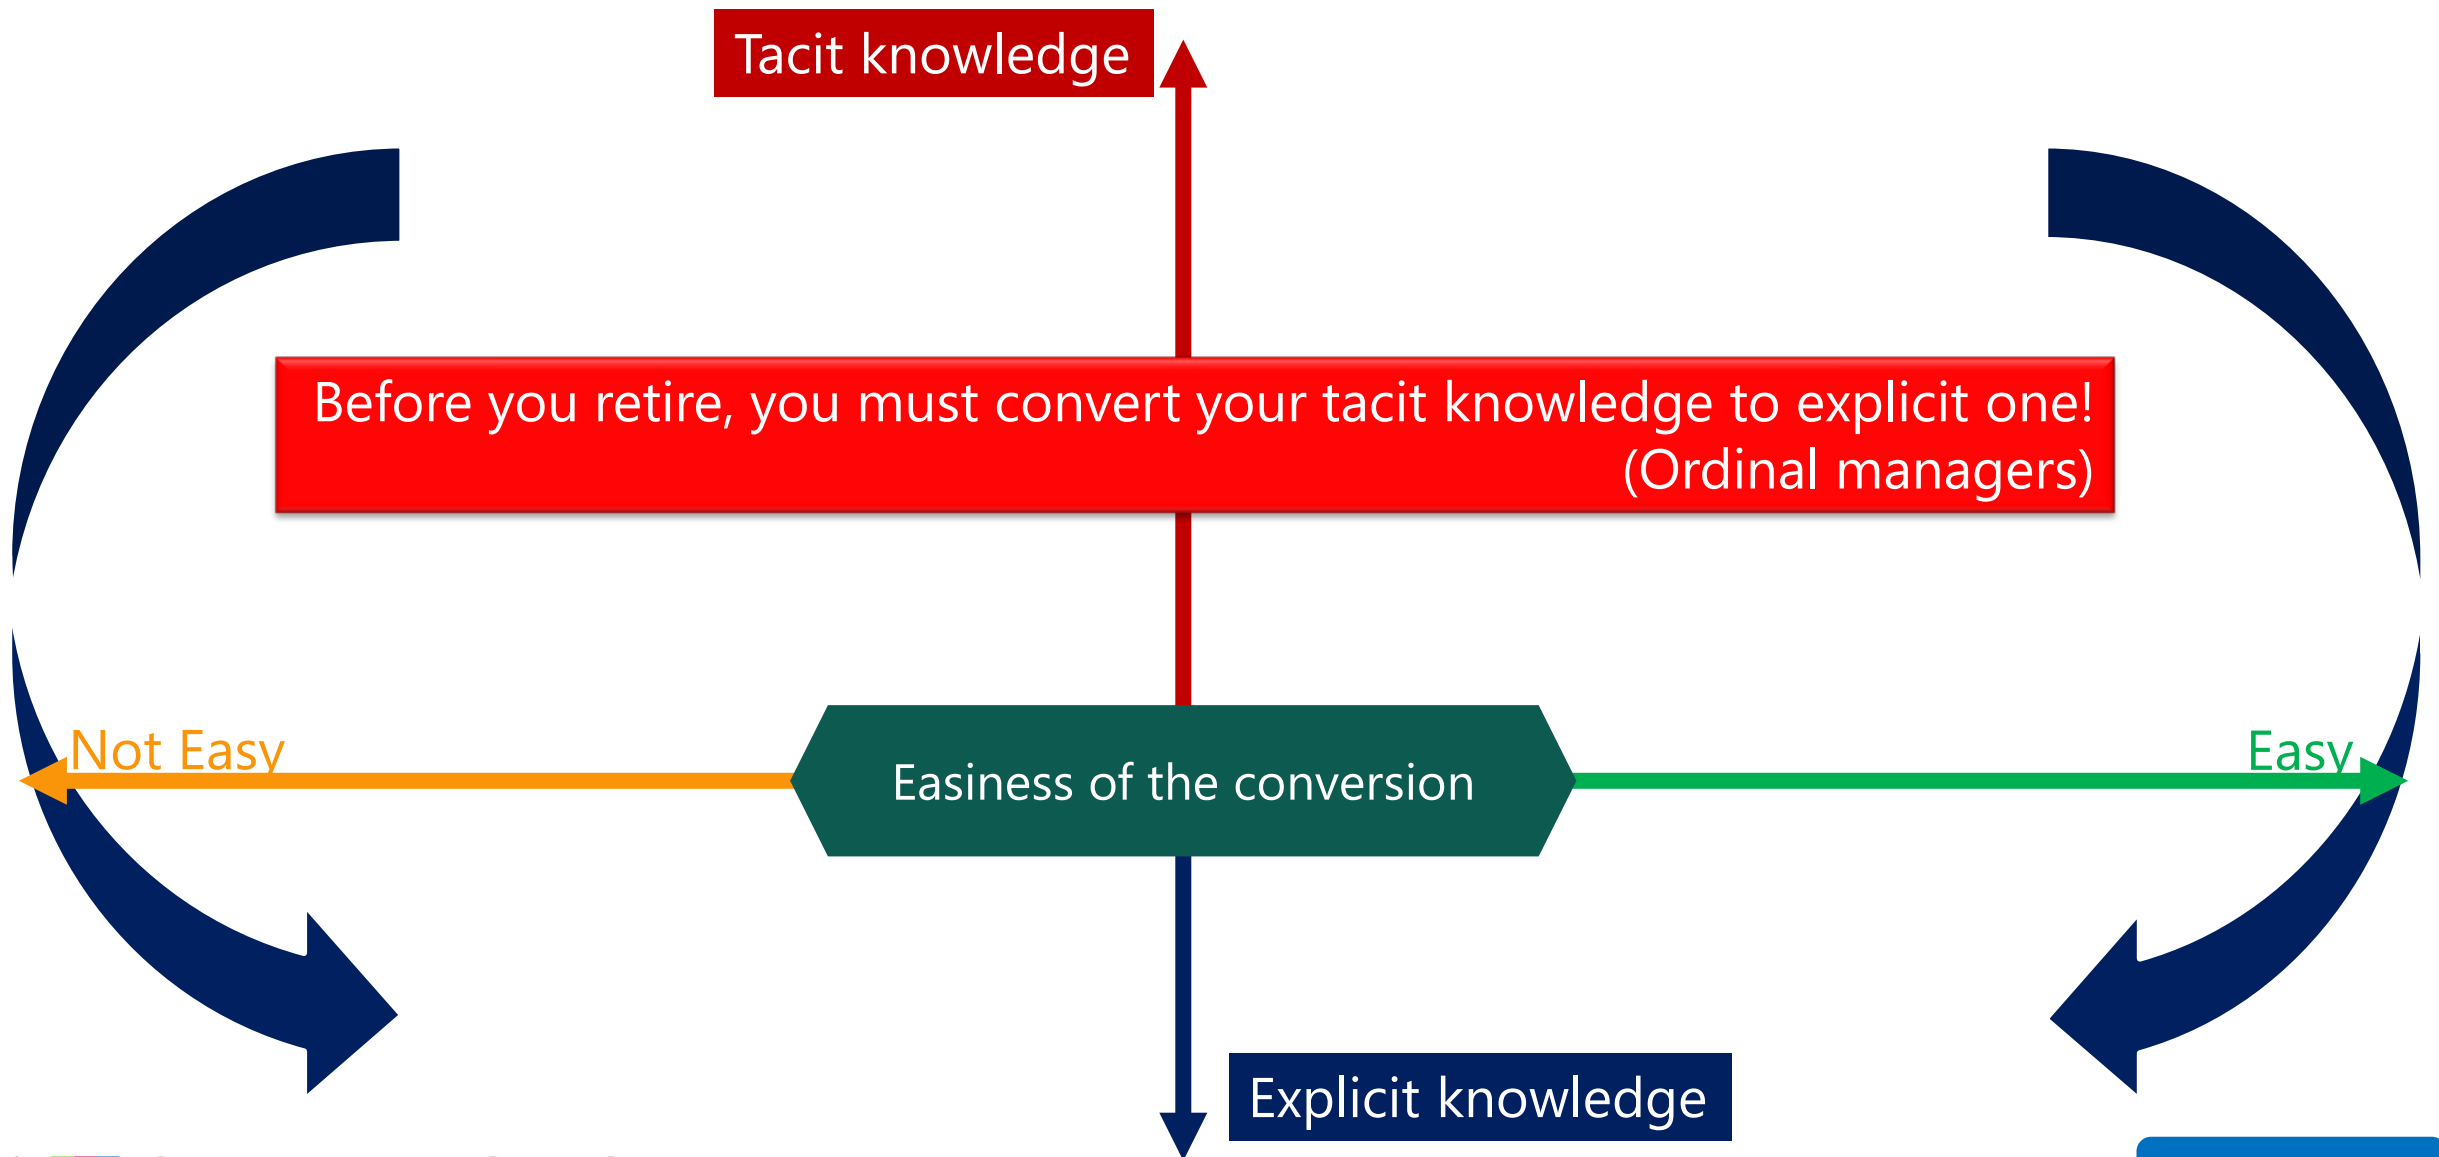 Tacit knowledge
Before you retire, you must convert your tacit knowledge to explicit one!
(Ordinal managers)
Not Easy
Easy
Easiness of the conversion
Explicit knowledge